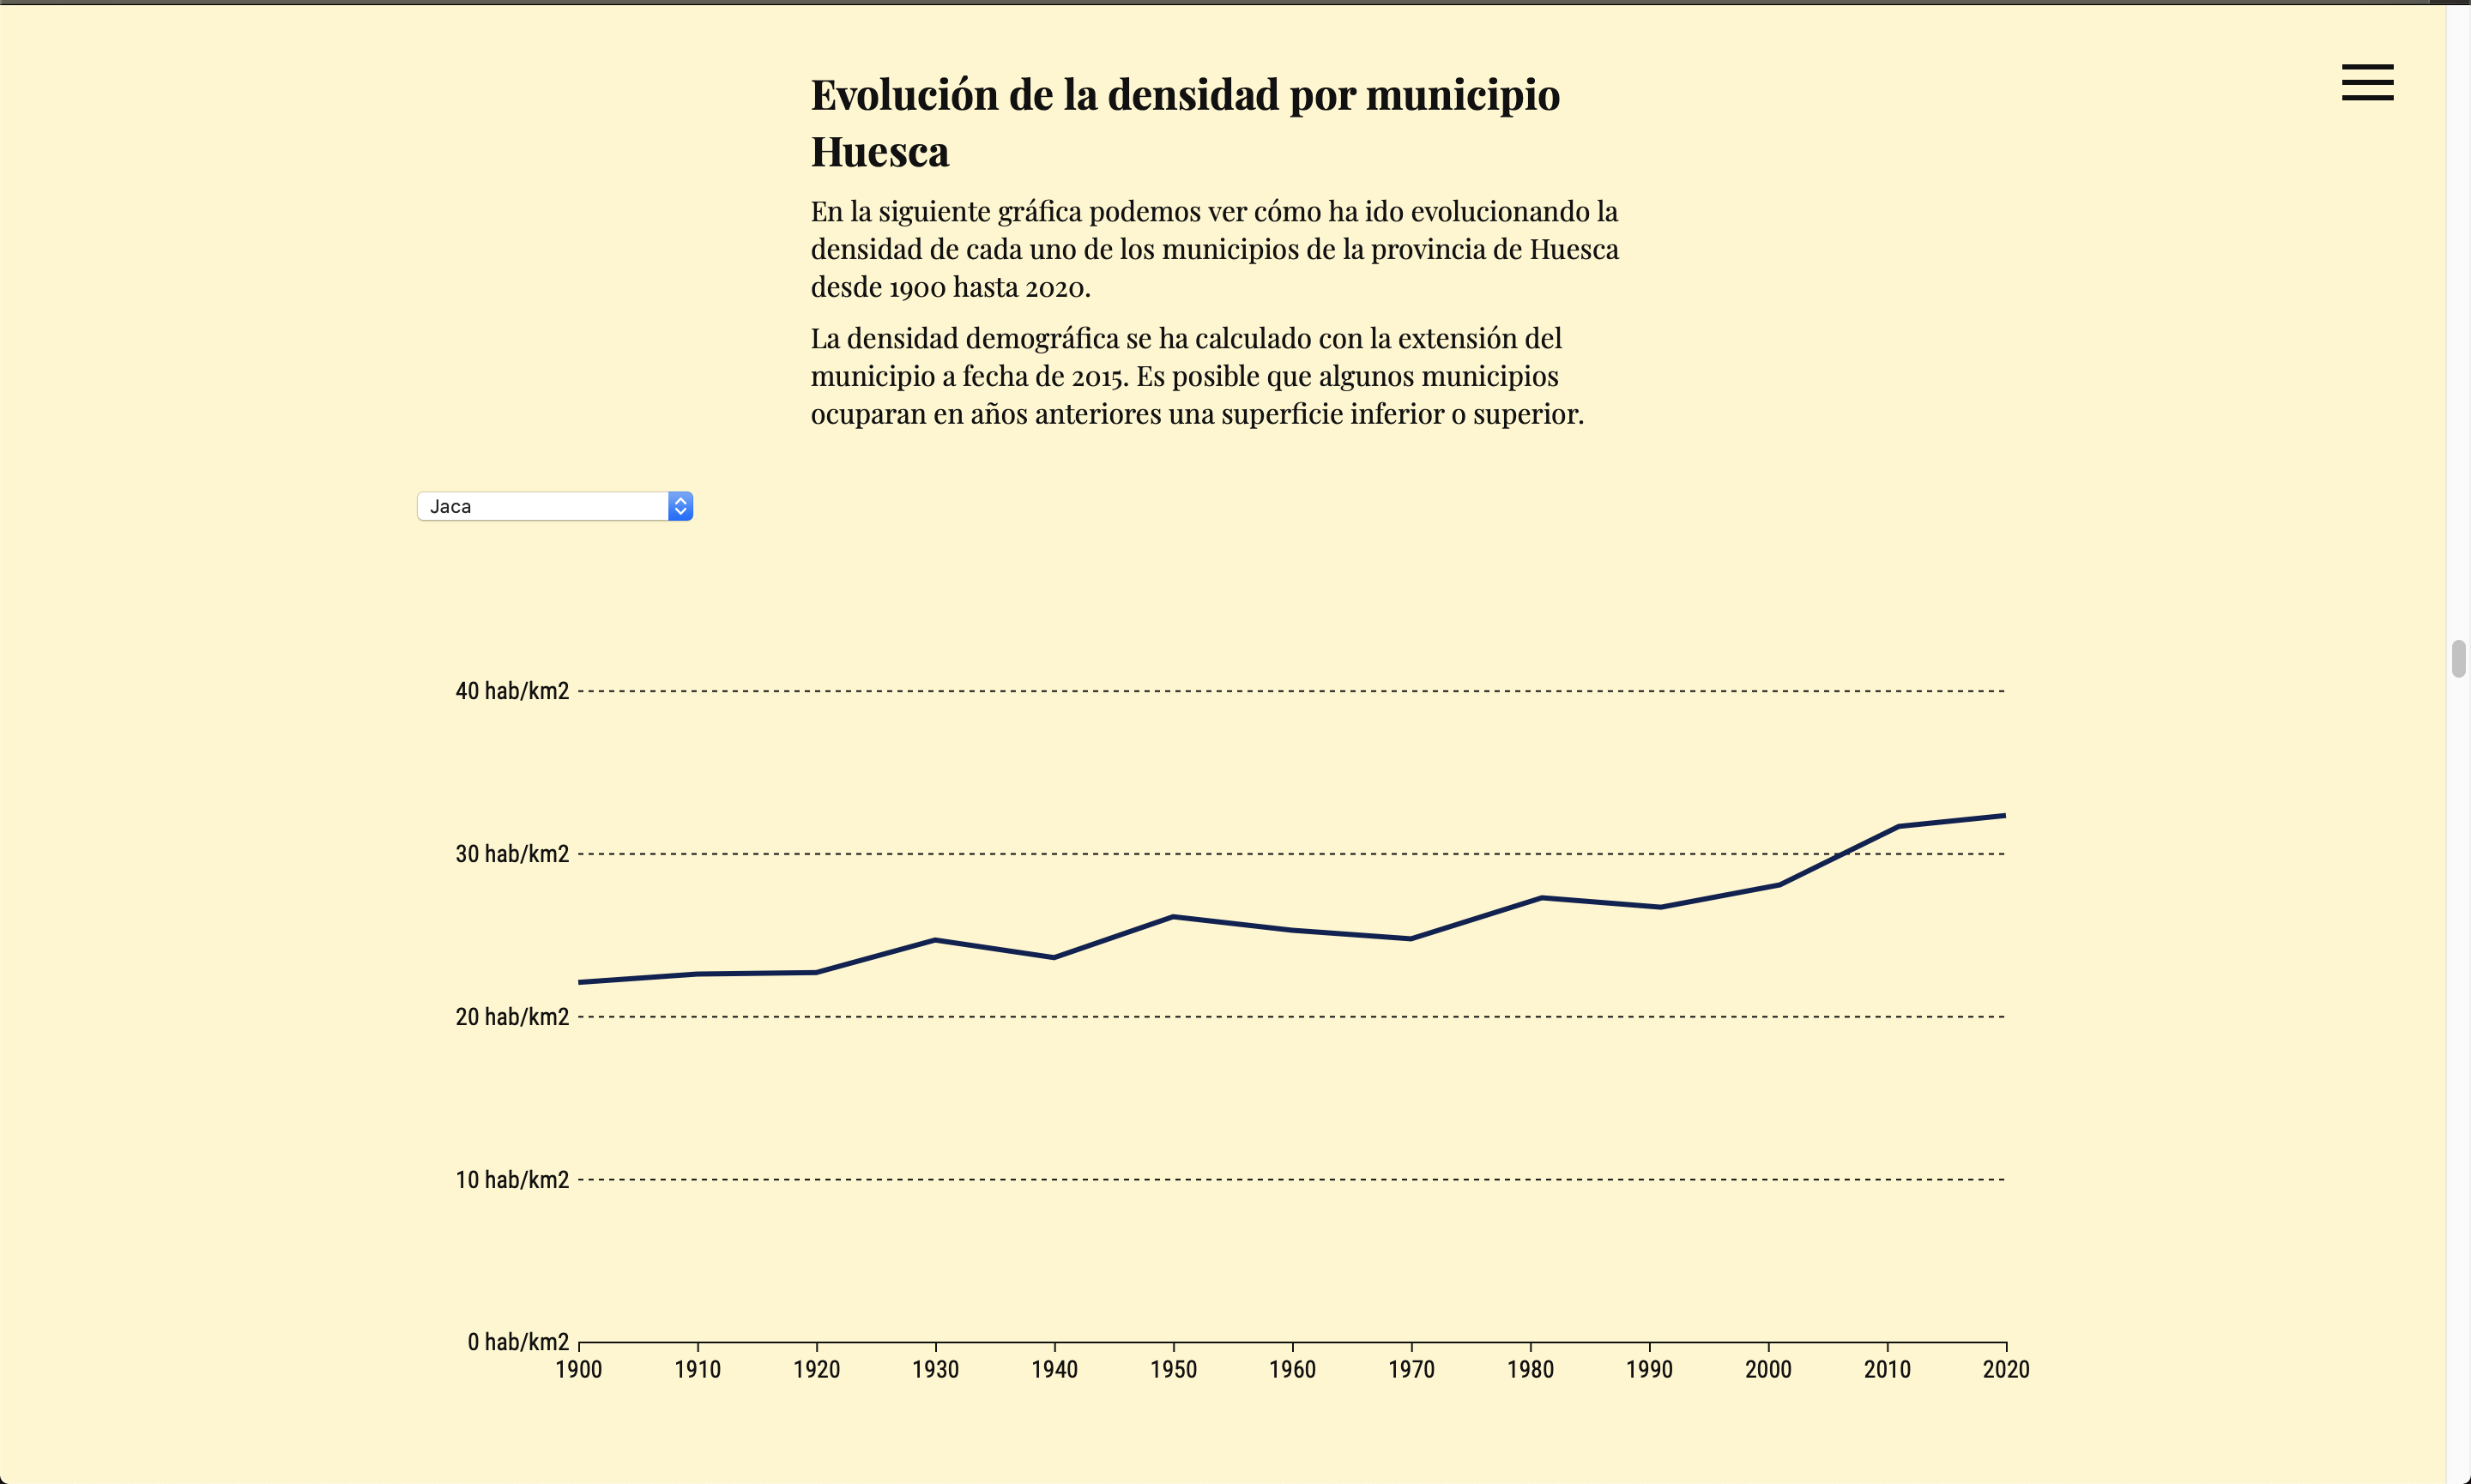 Evolución de la densidad por municipio
Huesca
En la siguiente gráfica podemos ver cómo ha ido evolucionando la
densidad de cada uno de los municipios de la provincia de Huesca
desde 1900 hasta 2020.
La densidad demográfica se ha calculado con la extensión del
municipio a fecha de 2015. Es posible que algunos municipios
ocuparan en años anteriores una superficie inferior o superior.
Jaca
40 hab/km2
30 hab/km2
20 hab/km2
10 hab/km2
0 hab/km2
1900 1910 1920 1930 1940 1950 1960 1970 1980 1990 2000 2010 2020